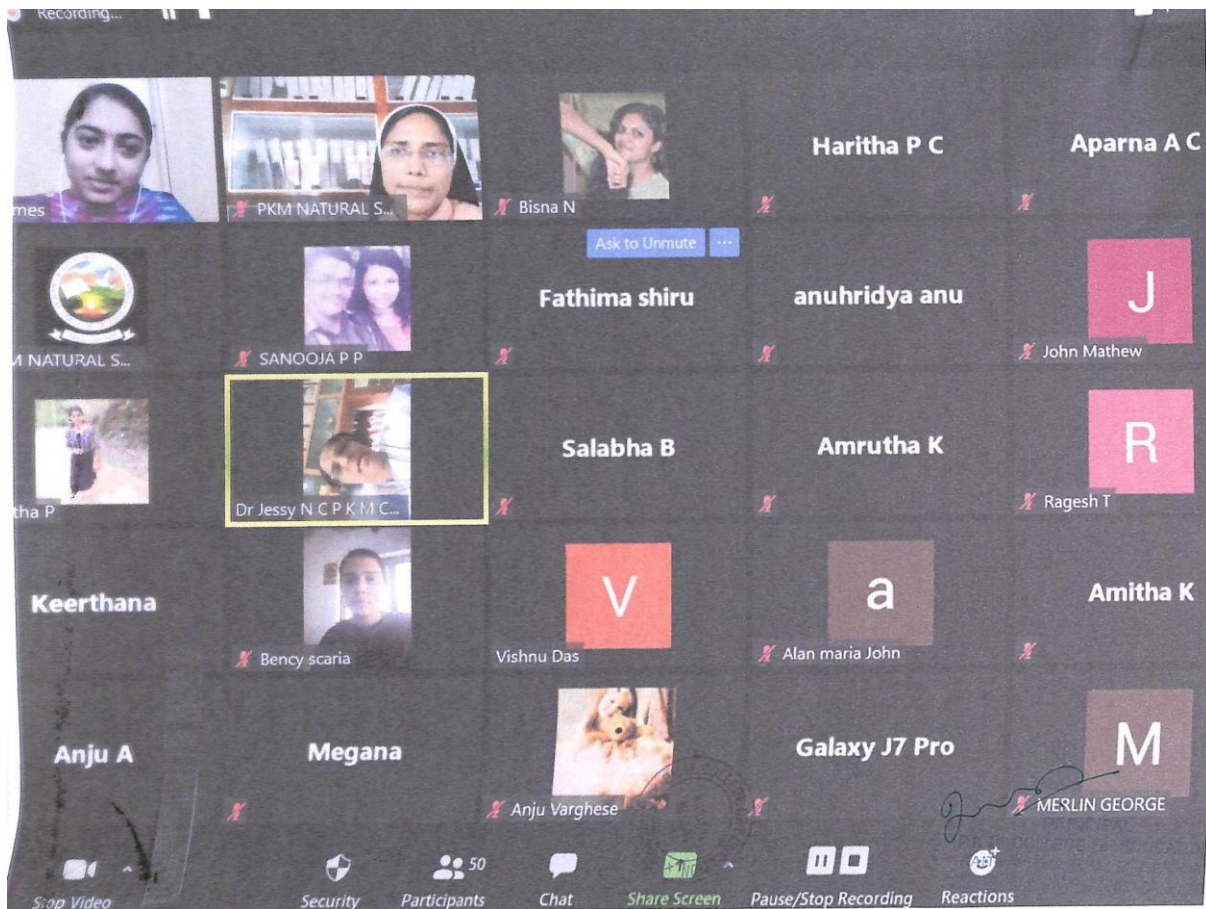 Recording...
mes
PKM NATURAL S...
Bisna N
Haritha P C
Aparna A C
Ask to Unmute ...
M NATURAL S...
SANOOJA P P
Fathima shiru
anuhridya anu
J
John Mathew
tha P
Dr Jessy N C P K M C...
Salabha B
Amrutha K
R
Ragesh T
Keerthana
Bency scaria
V
Vishnu Das
a
Alan maria John
Amitha K
Anju A
Megana
Anju Varghese
Galaxy J7 Pro
M
MERLIN GEORGE
PRINCIPAL
Stop Video
Security
Participants
50
Chat
Share Screen
Pause/Stop Recording
Reactions